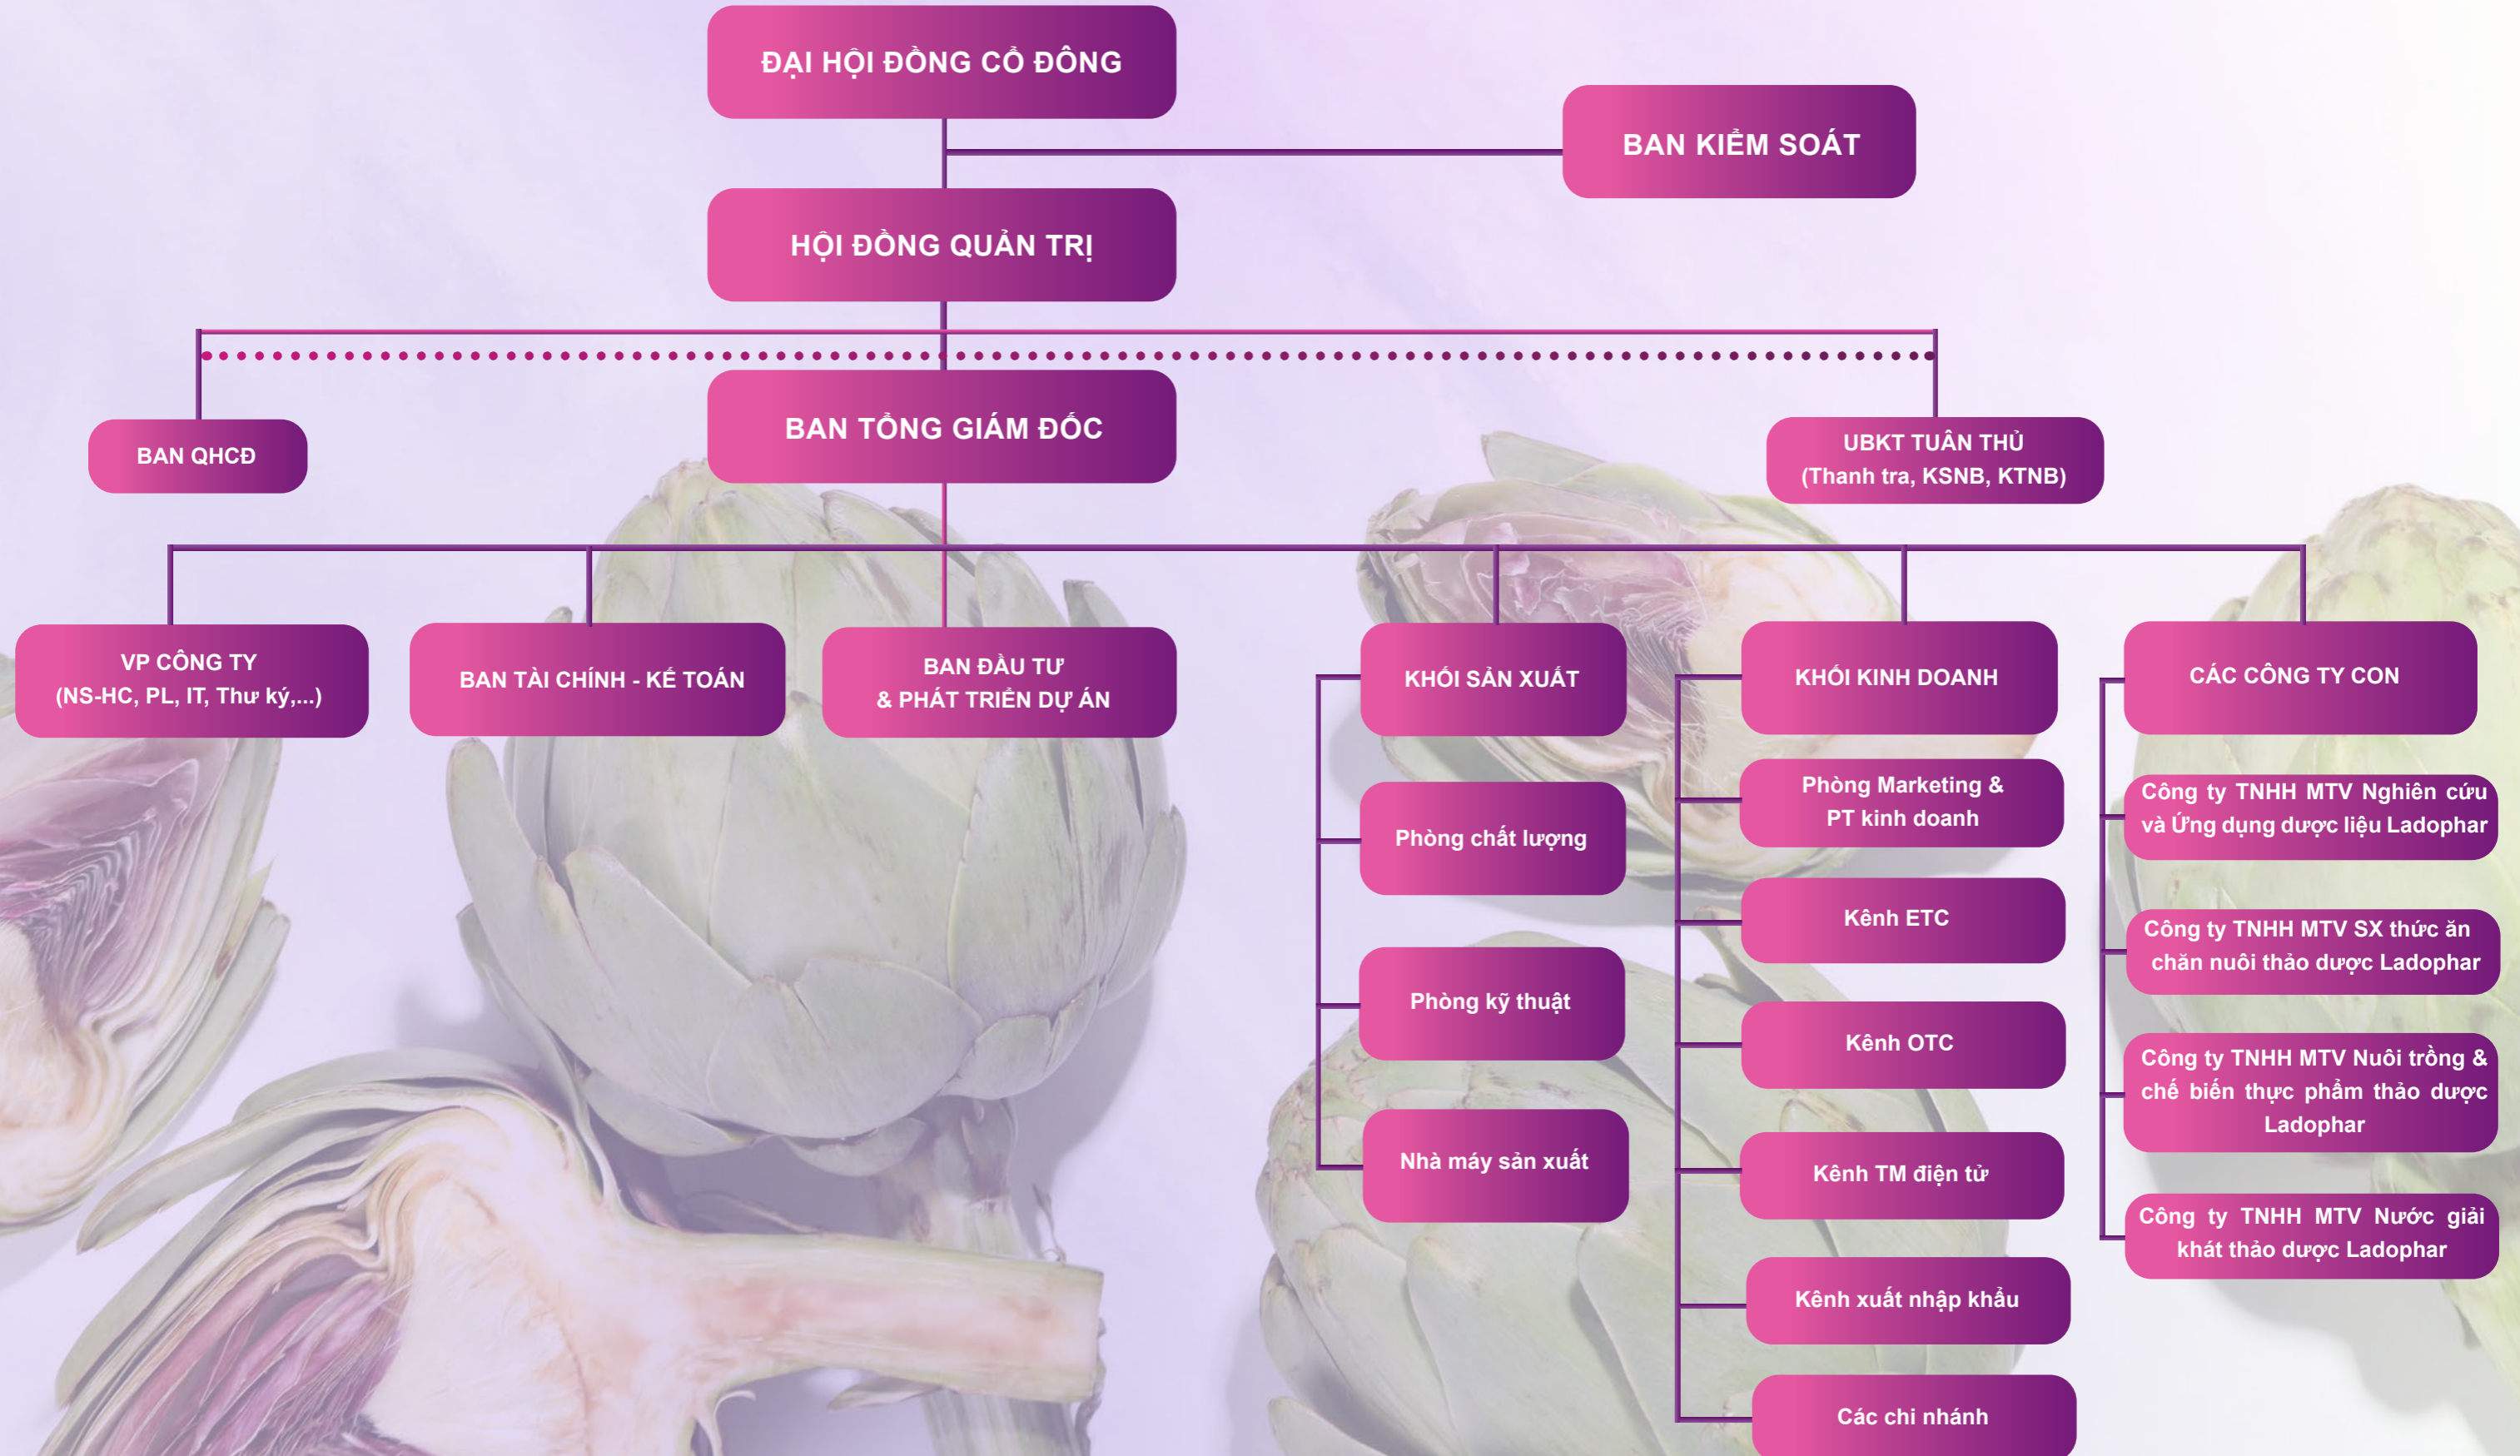 ĐẠI HỘI ĐỒNG CỔ ĐÔNG
BAN KIỂM SOÁT
HỘI ĐỒNG QUẢN TRỊ
BAN TỔNG GIÁM ĐỐC
BAN QHCĐ
UBKT TUÂN THỦ
(Thanh tra, KSNB, KTNB)
VP CÔNG TY
(NS-HC, PL, IT, Thư ký,...)
BAN TÀI CHÍNH - KẾ TOÁN
BAN ĐẦU TƯ
& PHÁT TRIỂN DỰ ÁN
KHỐI SẢN XUẤT
Phòng chất lượng
Phòng kỹ thuật
Nhà máy sản xuất
KHỐI KINH DOANH
Phòng Marketing &
PT kinh doanh
Kênh ETC
Kênh OTC
Kênh TM điện tử
Kênh xuất nhập khẩu
Các chi nhánh
CÁC CÔNG TY CON
Công ty TNHH MTV Nghiên cứu
và Ứng dụng dược liệu Ladophar
Công ty TNHH MTV SX thức ăn
chăn nuôi thảo dược Ladophar
Công ty TNHH MTV Nuôi trồng &
chế biến thực phẩm thảo dược
Ladophar
Công ty TNHH MTV Nước giải
khát thảo dược Ladophar